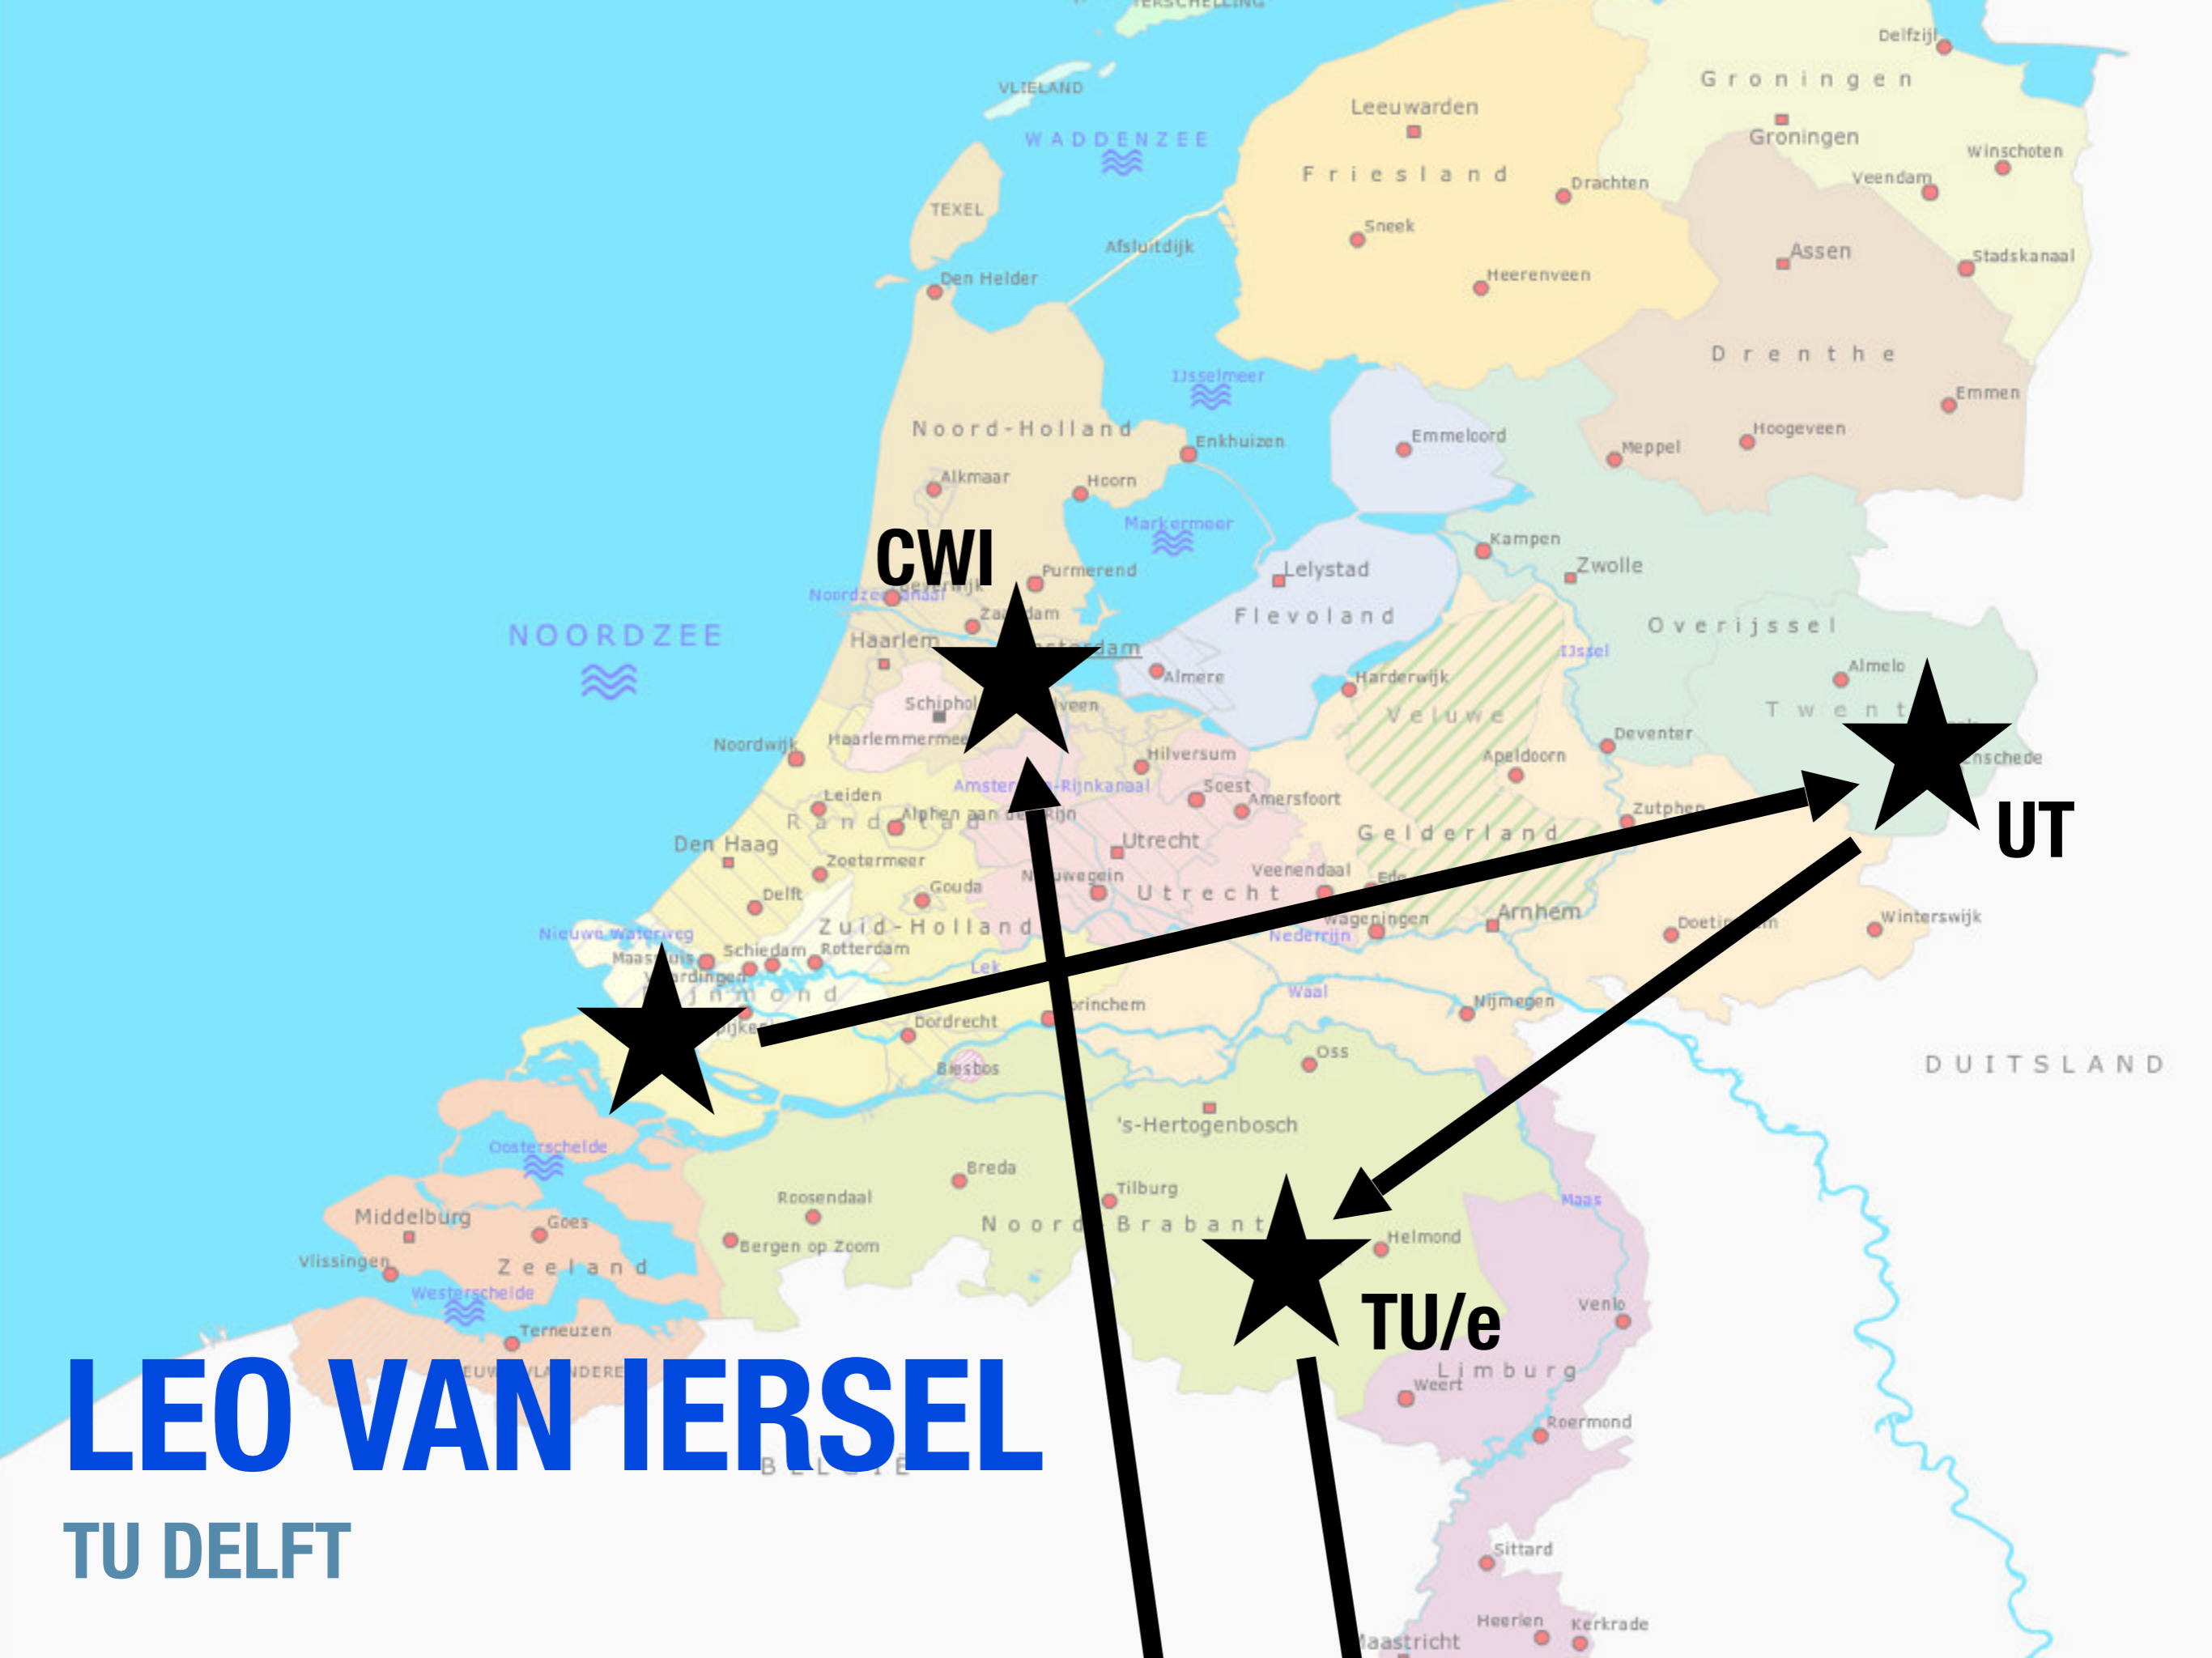 TERSCHELLING
Delfzijl
Groningen
VLIELAND
Leeuwarden
WADDENZEE
Groningen
Winschoten
Friesland
Drachten
Veendam
TEXEL
Sneek
Afsluitdijk
Assen
Stadskanaal
Den Helder
Heerenveen
Drenthe
IJsselmeer
Emmen
Noord-Holland
Enkhuizen
Emmeloord
Hoogeveen
Meppel
Alkmaar
Hoorn
Markermeer
CWI
Kampen
Zwolle
Lelystad
Purmerend
Flevoland
Overijssel
NOORDZEE
Haarlem
IJssel
Almelo
Almere
Harderwijk
Schiphol
Veluwe
Deventer
Noordwijk
Hilversum
Apeldoorn
Leiden
Soest
Amersfoort
Zutphen
UT
Gelderland
Den Haag
Utrecht
Zoetermeer
Veenendaal
Gouda
Utrecht
Delft
Zuid-Holland
Wageningen
Arnhem
Winterswijk
Nieuwe Waterweg
Nederrijn
Schiedam
Rotterdam
Lek
Waal
Nijmegen
Dordrecht
Oss
Biesbos
DUITSLAND
's-Hertogenbosch
Oosterschelde
Breda
Tilburg
Roosendaal
Maas
Middelburg
Goes
Noord-Brabant
Helmond
Bergen op Zoom
Vlissingen
Zeeland
Westerschelde
Venlo
TU/e
Terneuzen
Limburg
Weert
LEO VAN IERSEL
Roermond
BELGIË
TU DELFT
Sittard
Heerlen
Kerkrade
Maastricht